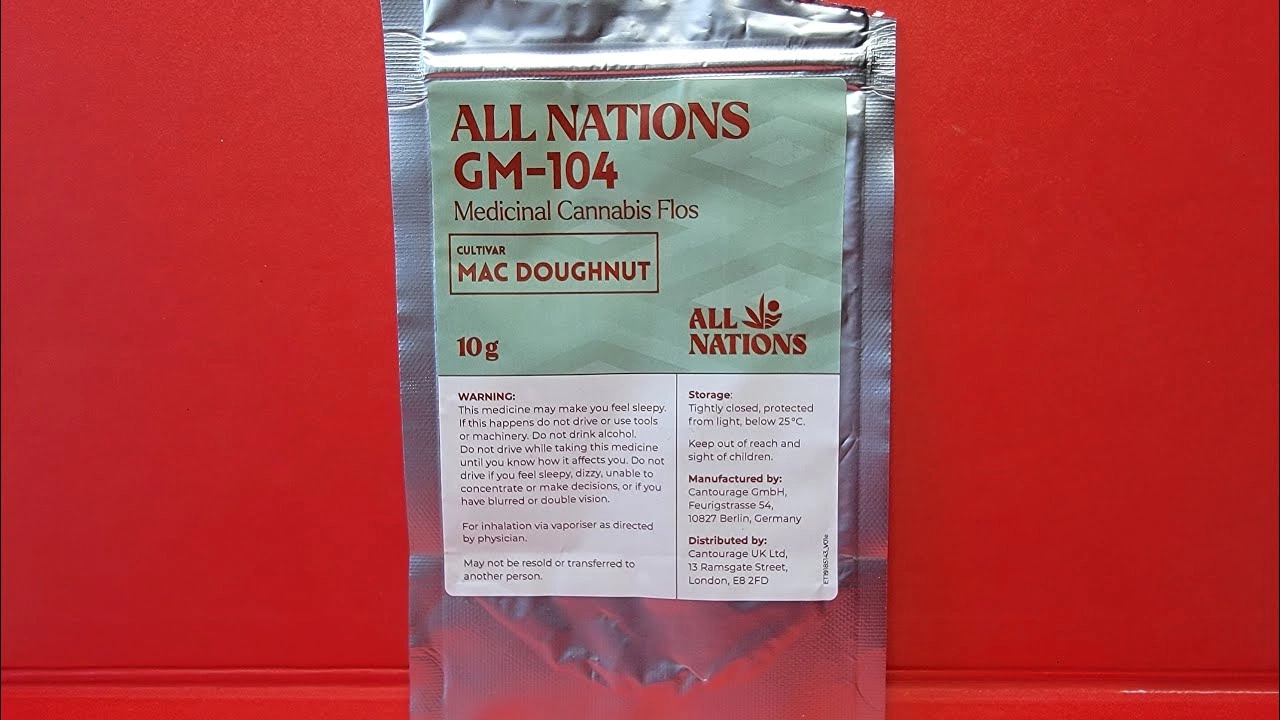 ALL NATIONS
GM-104
Medicinal Cannabis Flos
CULTIVAR
MAC DOUGHNUT
10g
ALL
NATIONS
WARNING:
This medicine may make you feel sleepy.
If this happens do not drive or use tools
or machinery. Do not drink alcohol.
Do not drive while taking this medicine
until you know how it affects you. Do not
drive if you feel sleepy, dizzy, unable to
concentrate or make decisions, or if you
have blurred or double vision.
For inhalation via vaporiser as directed
by physician.
May not be resold or transferred to
another person.
Storage:
Tightly closed, protected
from light, below 25°C.
Keep out of reach and
sight of children.
Manufactured by:
Cantourage GmbH,
Feurigstrasse 54,
10827 Berlin, Germany
Distributed by:
Cantourage UK Ltd,
13 Ramsgate Street,
London, E8 2FD